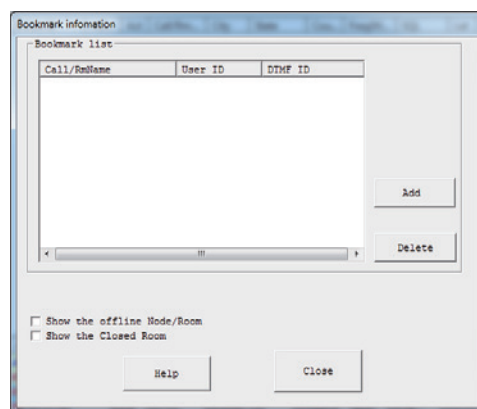 Bookmark infomation
Bookmark list
Call/RmName User ID DTMF ID
Add
Delete
Show the offline Node/Room
Show the Closed Room
Help Close